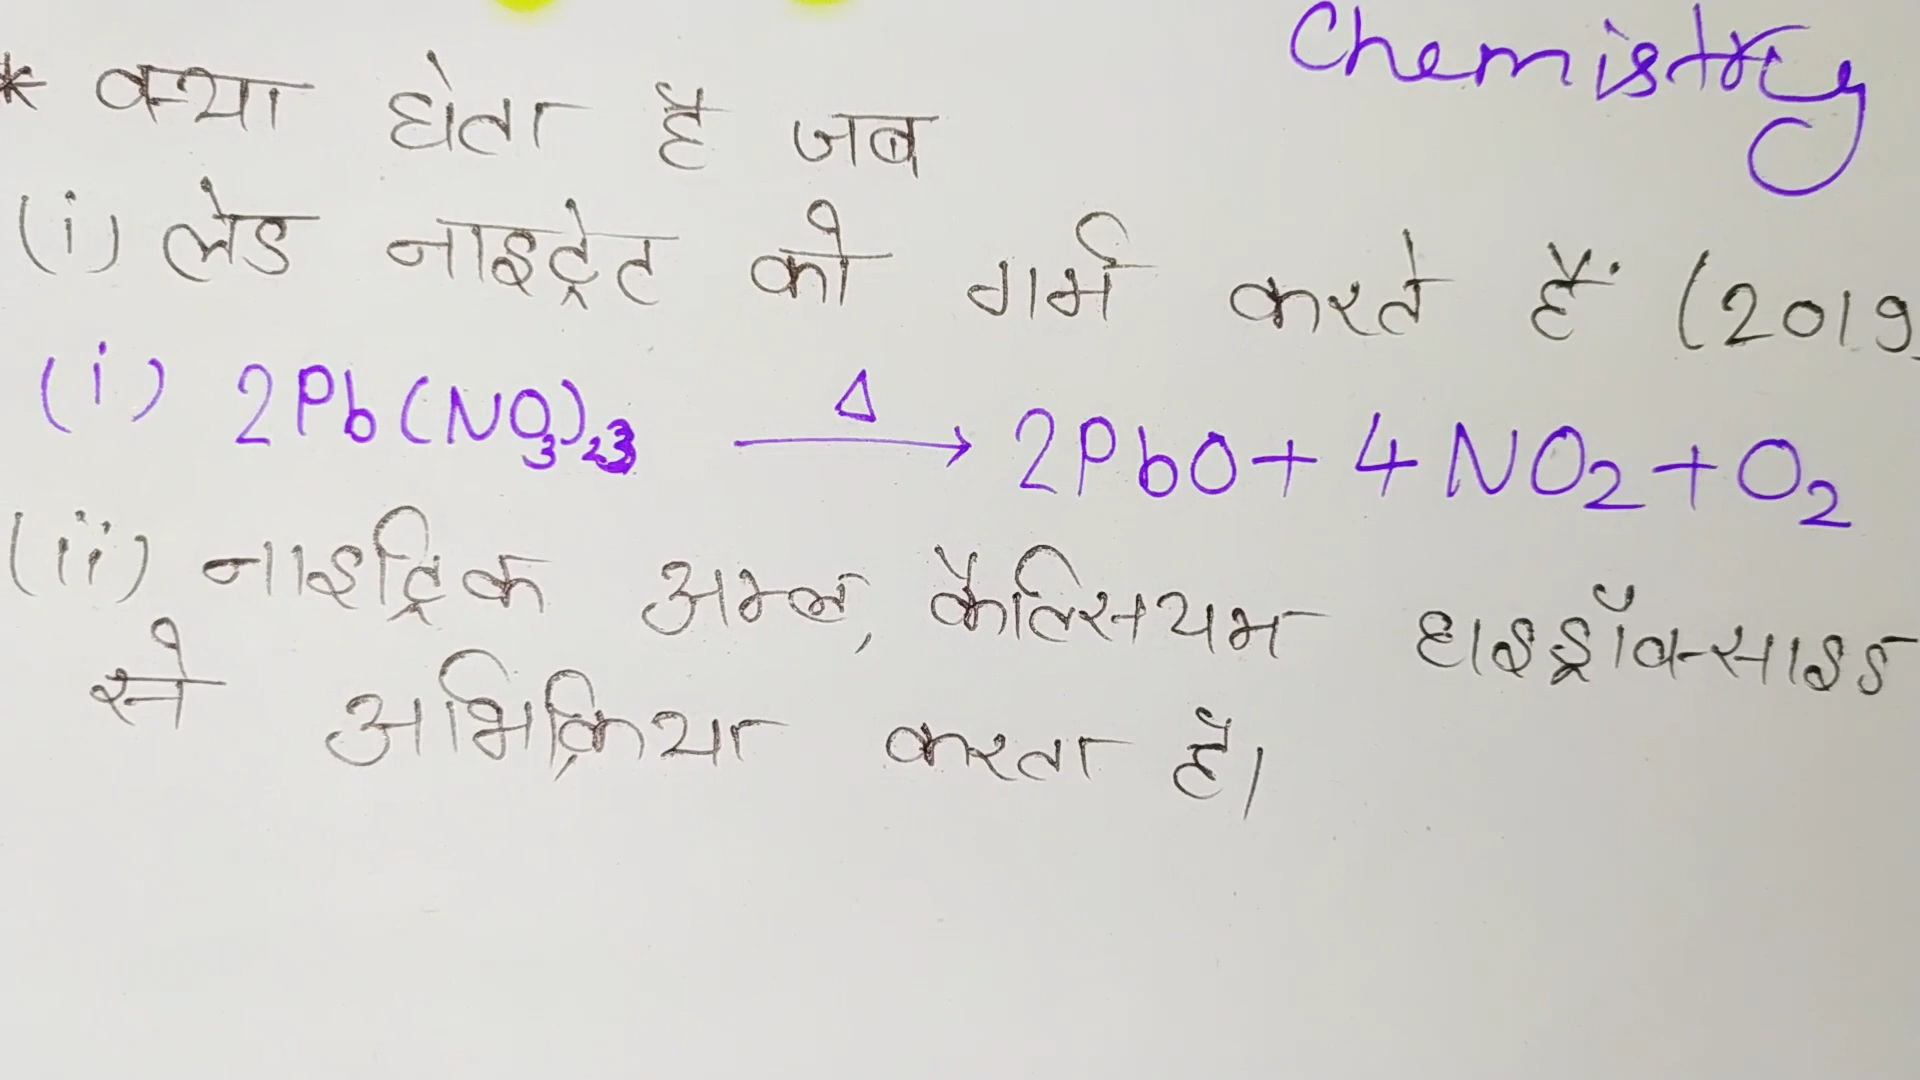 Chemistry
* क्या होता है जब
(i) लेड नाइट्रेट को गर्म करते हैं (2019)
(i) 2Pb(NO3)2 —Δ→ 2PbO + 4NO2 + O2
(ii) नाइट्रिक अम्ल, कैल्सियम हाइड्रॉक्साइड
से अभिक्रिया करता है।